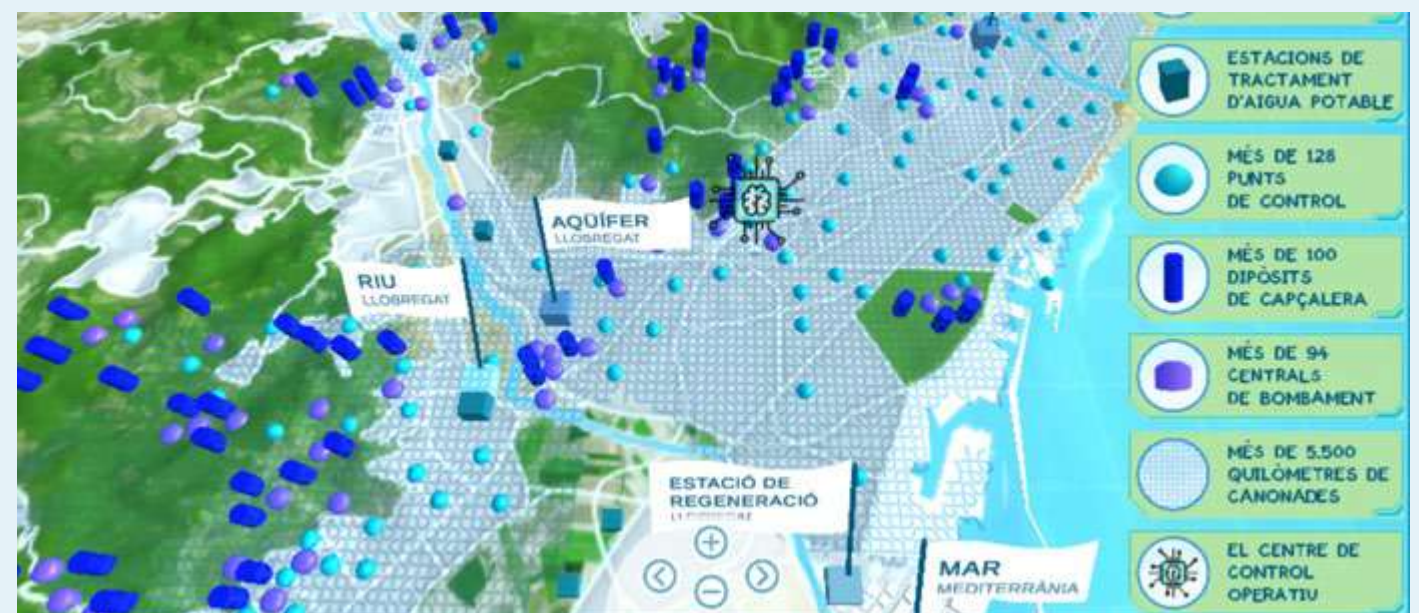 AQÜÍFER
LLOBREGAT
RIU
LLOBREGAT
ESTACIÓ DE
REGENERACIÓ
LLOBREGAT
MAR
MEDITERRÀNIA
ESTACIONS DE
TRACTAMENT
D'AIGUA POTABLE
MÉS DE 128
PUNTS
DE CONTROL
MÉS DE 100
DIPÒSITS
DE CAPÇALERA
MÉS DE 94
CENTRALS
DE BOMBAMENT
MÉS DE 5.500
QUILÒMETRES DE
CANONADES
EL CENTRE DE
CONTROL
OPERATIU